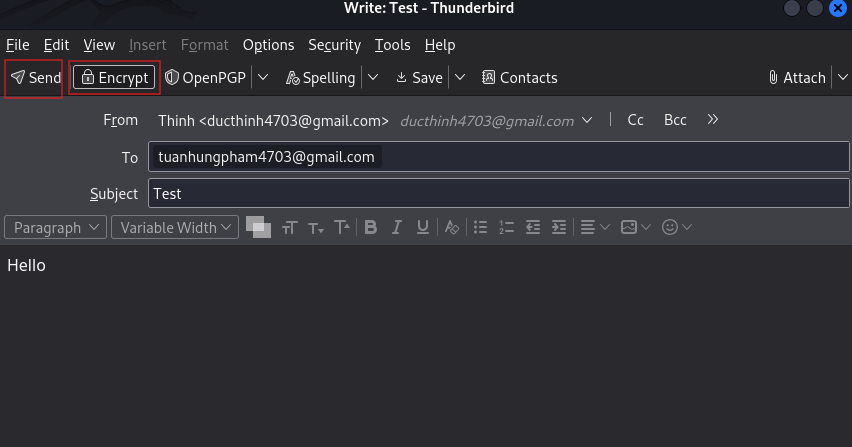 Write: Test - Thunderbird
File Edit View Insert Format Options Security Tools Help
Send Encrypt OpenPGP Spelling Save Contacts Attach
From Thinh <ducthinh4703@gmail.com> ducthinh4703@gmail.com Cc Bcc
To tuanhungpham4703@gmail.com
Subject Test
Paragraph Variable Width
Hello